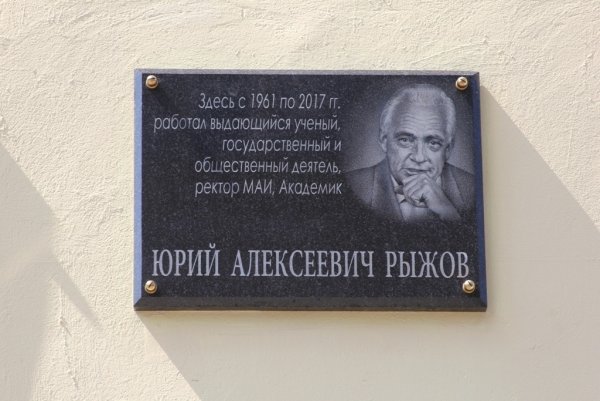 Здесь с 1961 по 2017 гг.
работал выдающийся ученый,
государственный и
общественный деятель,
ректор МАИ, Академик
ЮРИЙ АЛЕКСЕЕВИЧ РЫЖОВ